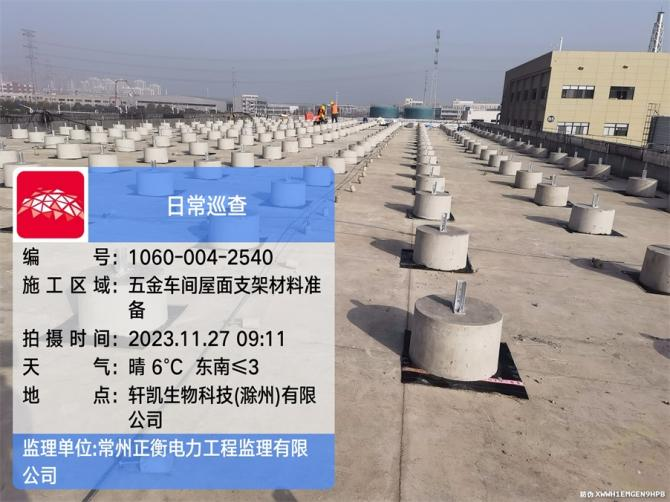 日常巡查
编 号：1060-004-2540
施工区域：五金车间屋面支架材料准
备
拍摄时间：2023.11.27 09:11
天 气：晴 6°C 东南≤3
地 点：轩凯生物科技(滁州)有限
公司
监理单位:常州正衡电力工程监理有限
公司
防伪 XWWH1EMGEN9HPB